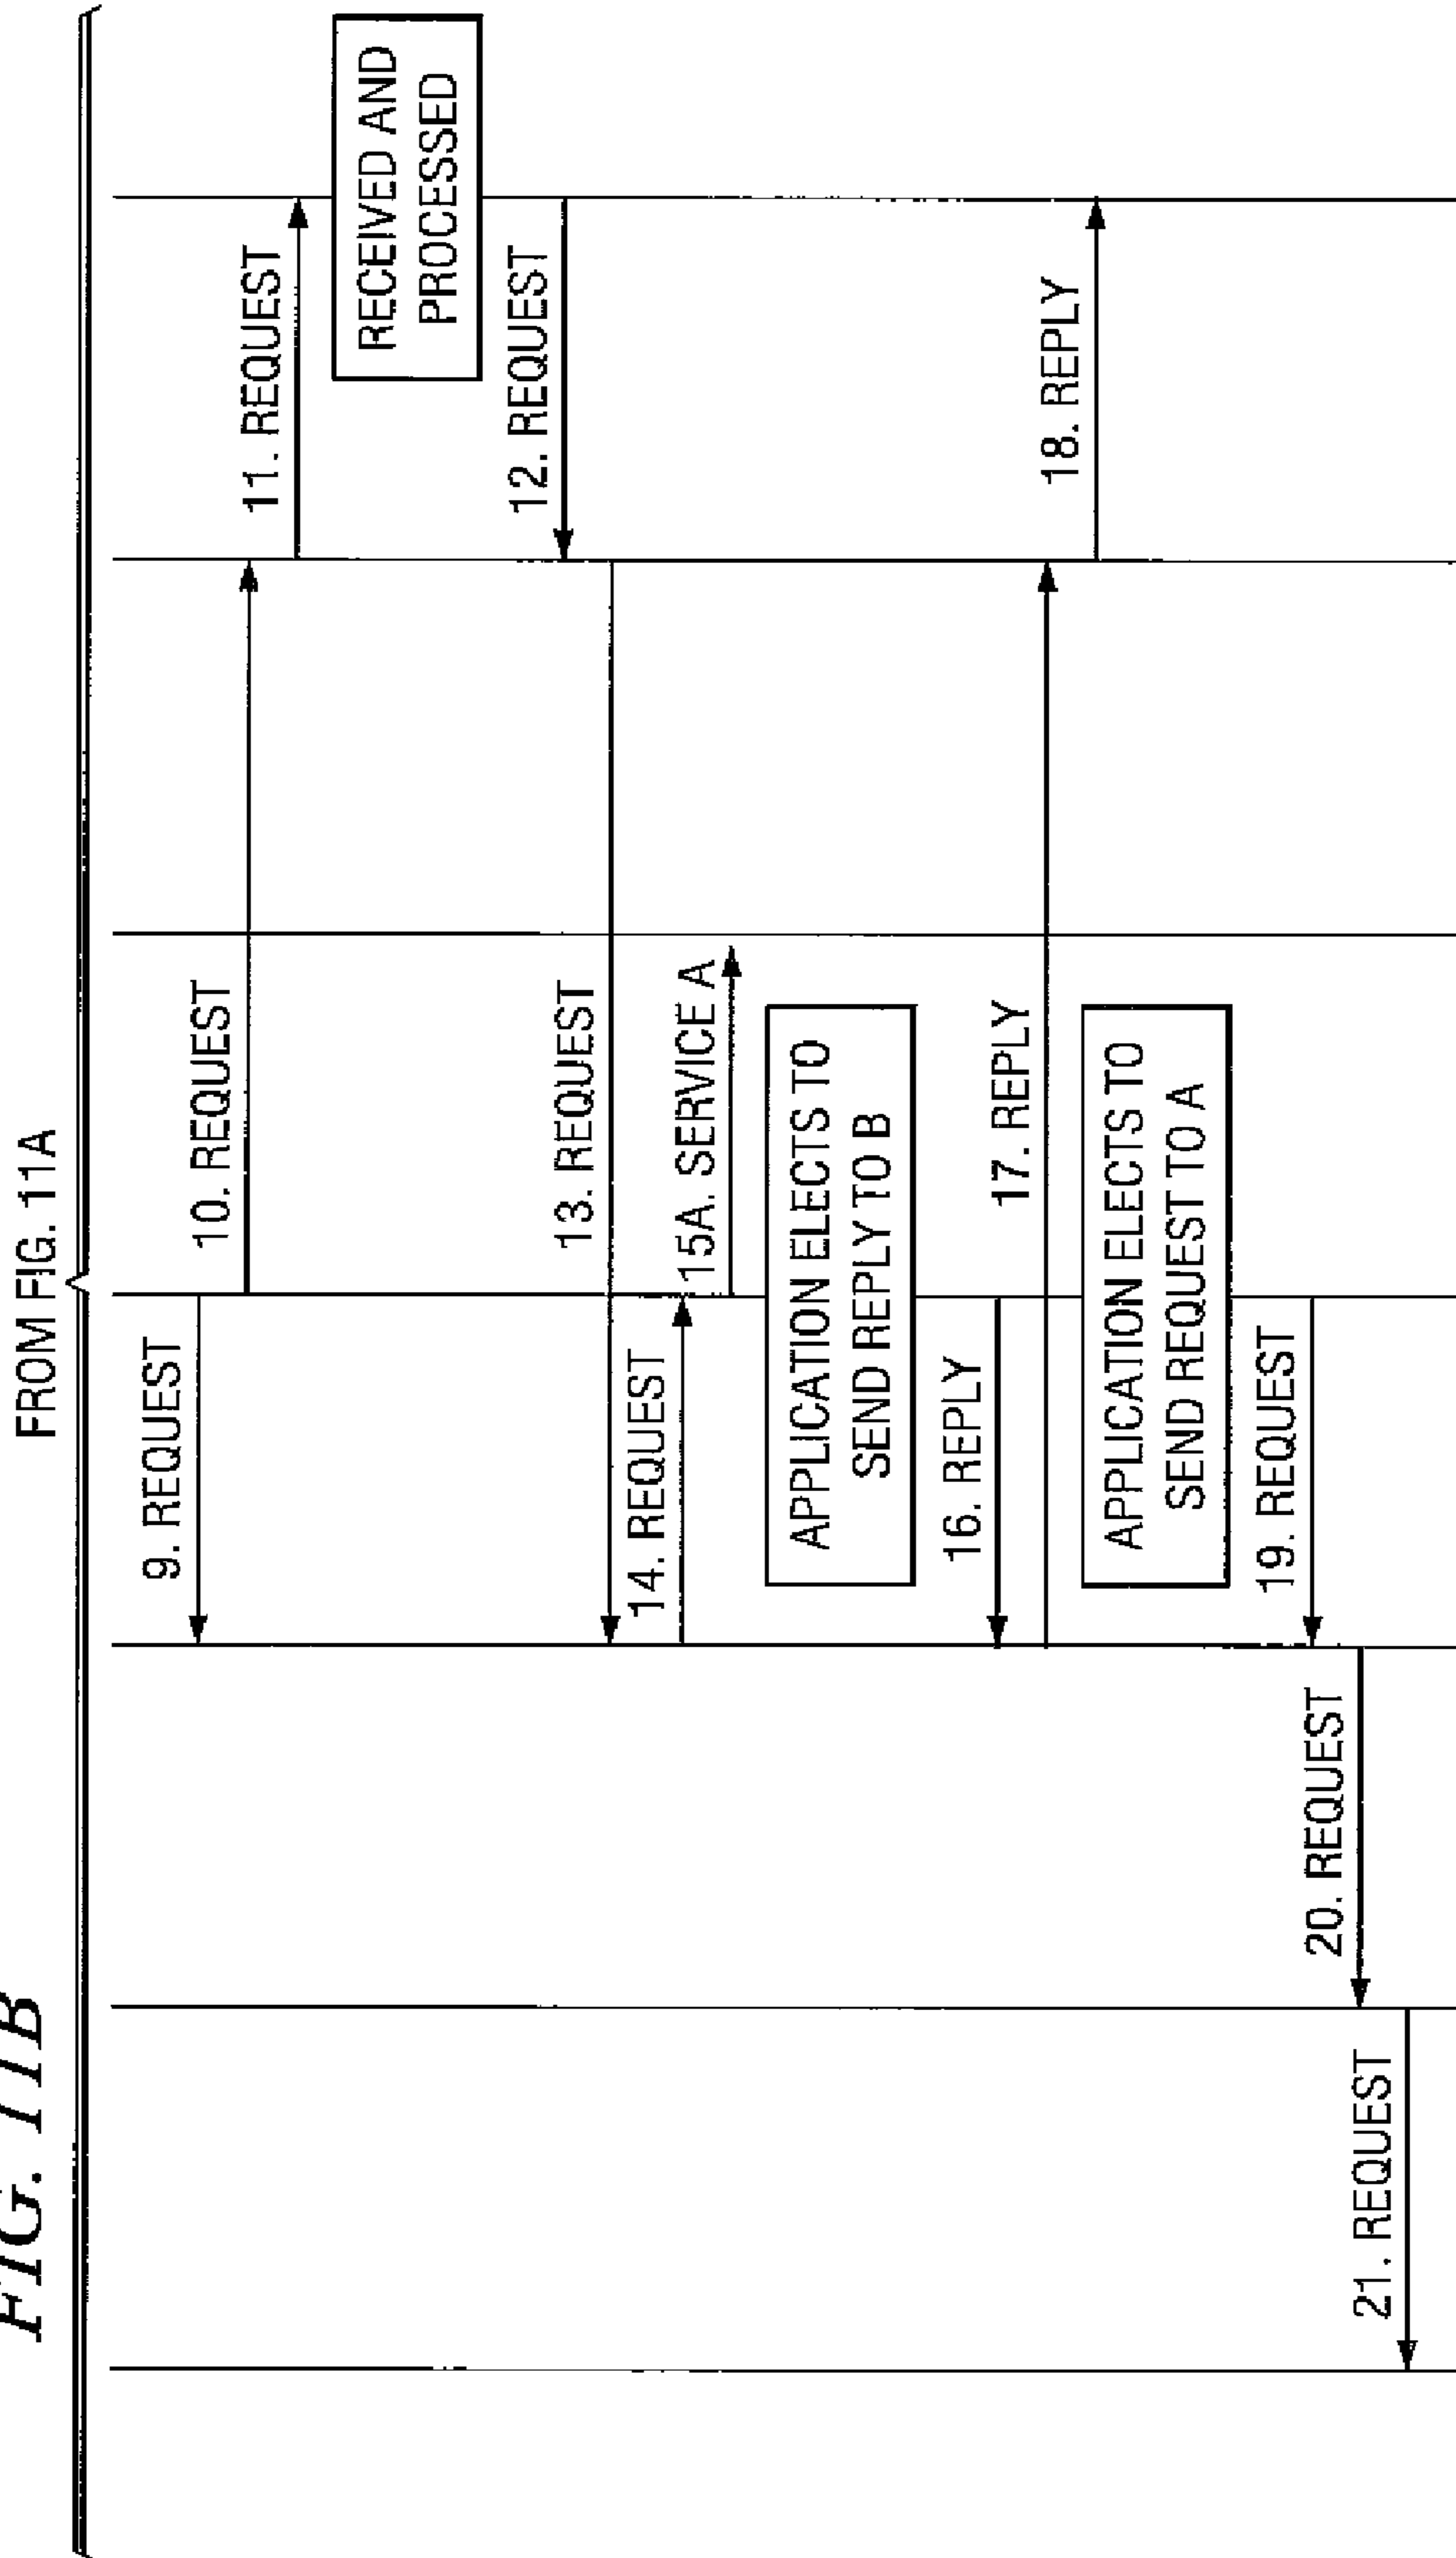 FIG. 11B
FROM FIG. 11A
9. REQUEST
10. REQUEST
11. REQUEST
RECEIVED AND
PROCESSED
12. REQUEST
13. REQUEST
14. REQUEST
15A. SERVICE A
APPLICATION ELECTS TO
SEND REPLY TO B
16. REPLY
17. REPLY
18. REPLY
APPLICATION ELECTS TO
SEND REQUEST TO A
19. REQUEST
20. REQUEST
21. REQUEST